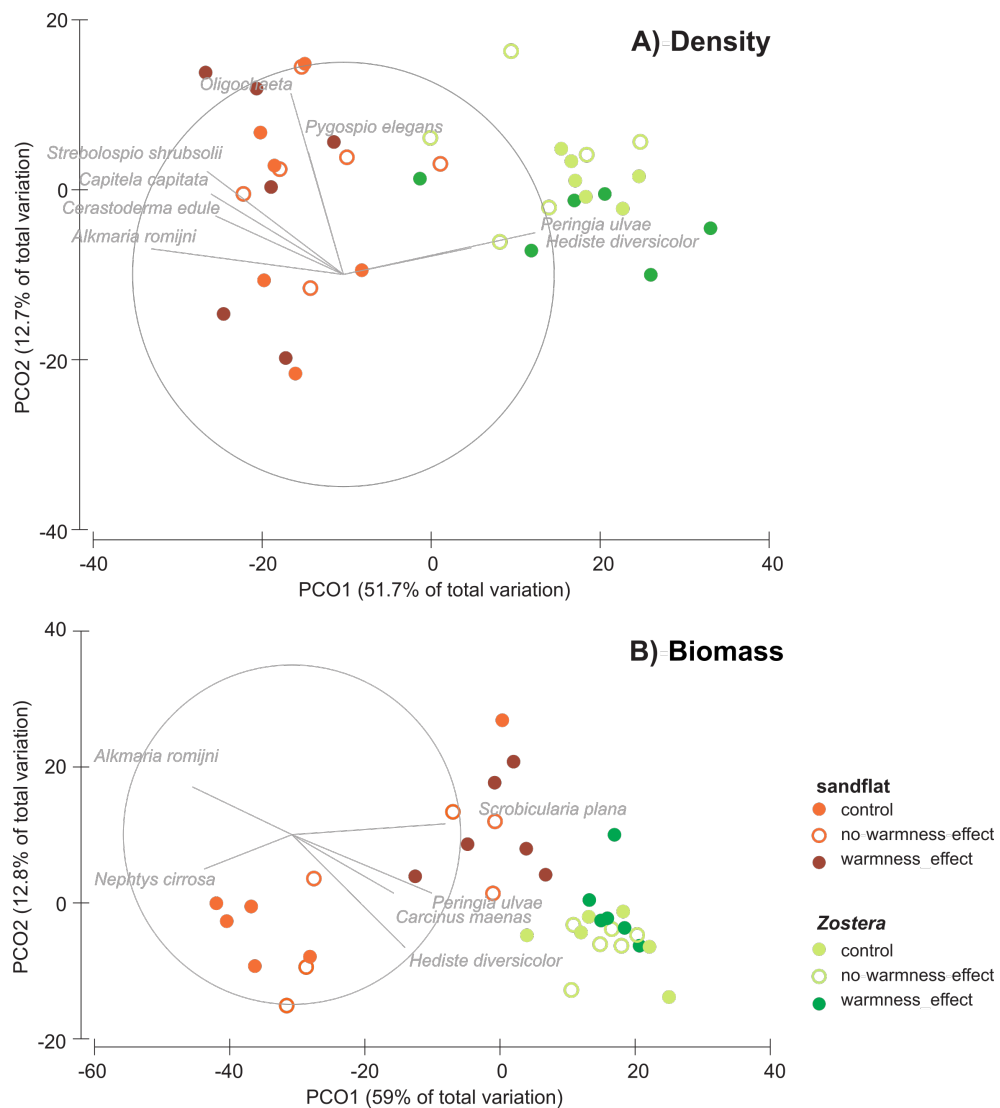 A) Density
20
0
-20
-40
PCO2 (12.7% of total variation)
Oligochaeta
Pygospio elegans
Strebolospio shrubsolii
Capitela capitata
Cerastoderma edule
Alkmaria romijni
Peringia ulvae
Hediste diversicolor
-40
-20
0
20
40
PCO1 (51.7% of total variation)
B) Biomass
40
20
0
-20
PCO2 (12.8% of total variation)
Alkmaria romijni
Scrobicularia plana
Nephtys cirrosa
Peringia ulvae
Carcinus maenas
Hediste diversicolor
-60
-40
-20
0
20
40
PCO1 (59% of total variation)
sandflat
control
no warmness effect
warmness_effect
Zostera
control
no warmness effect
warmness_effect